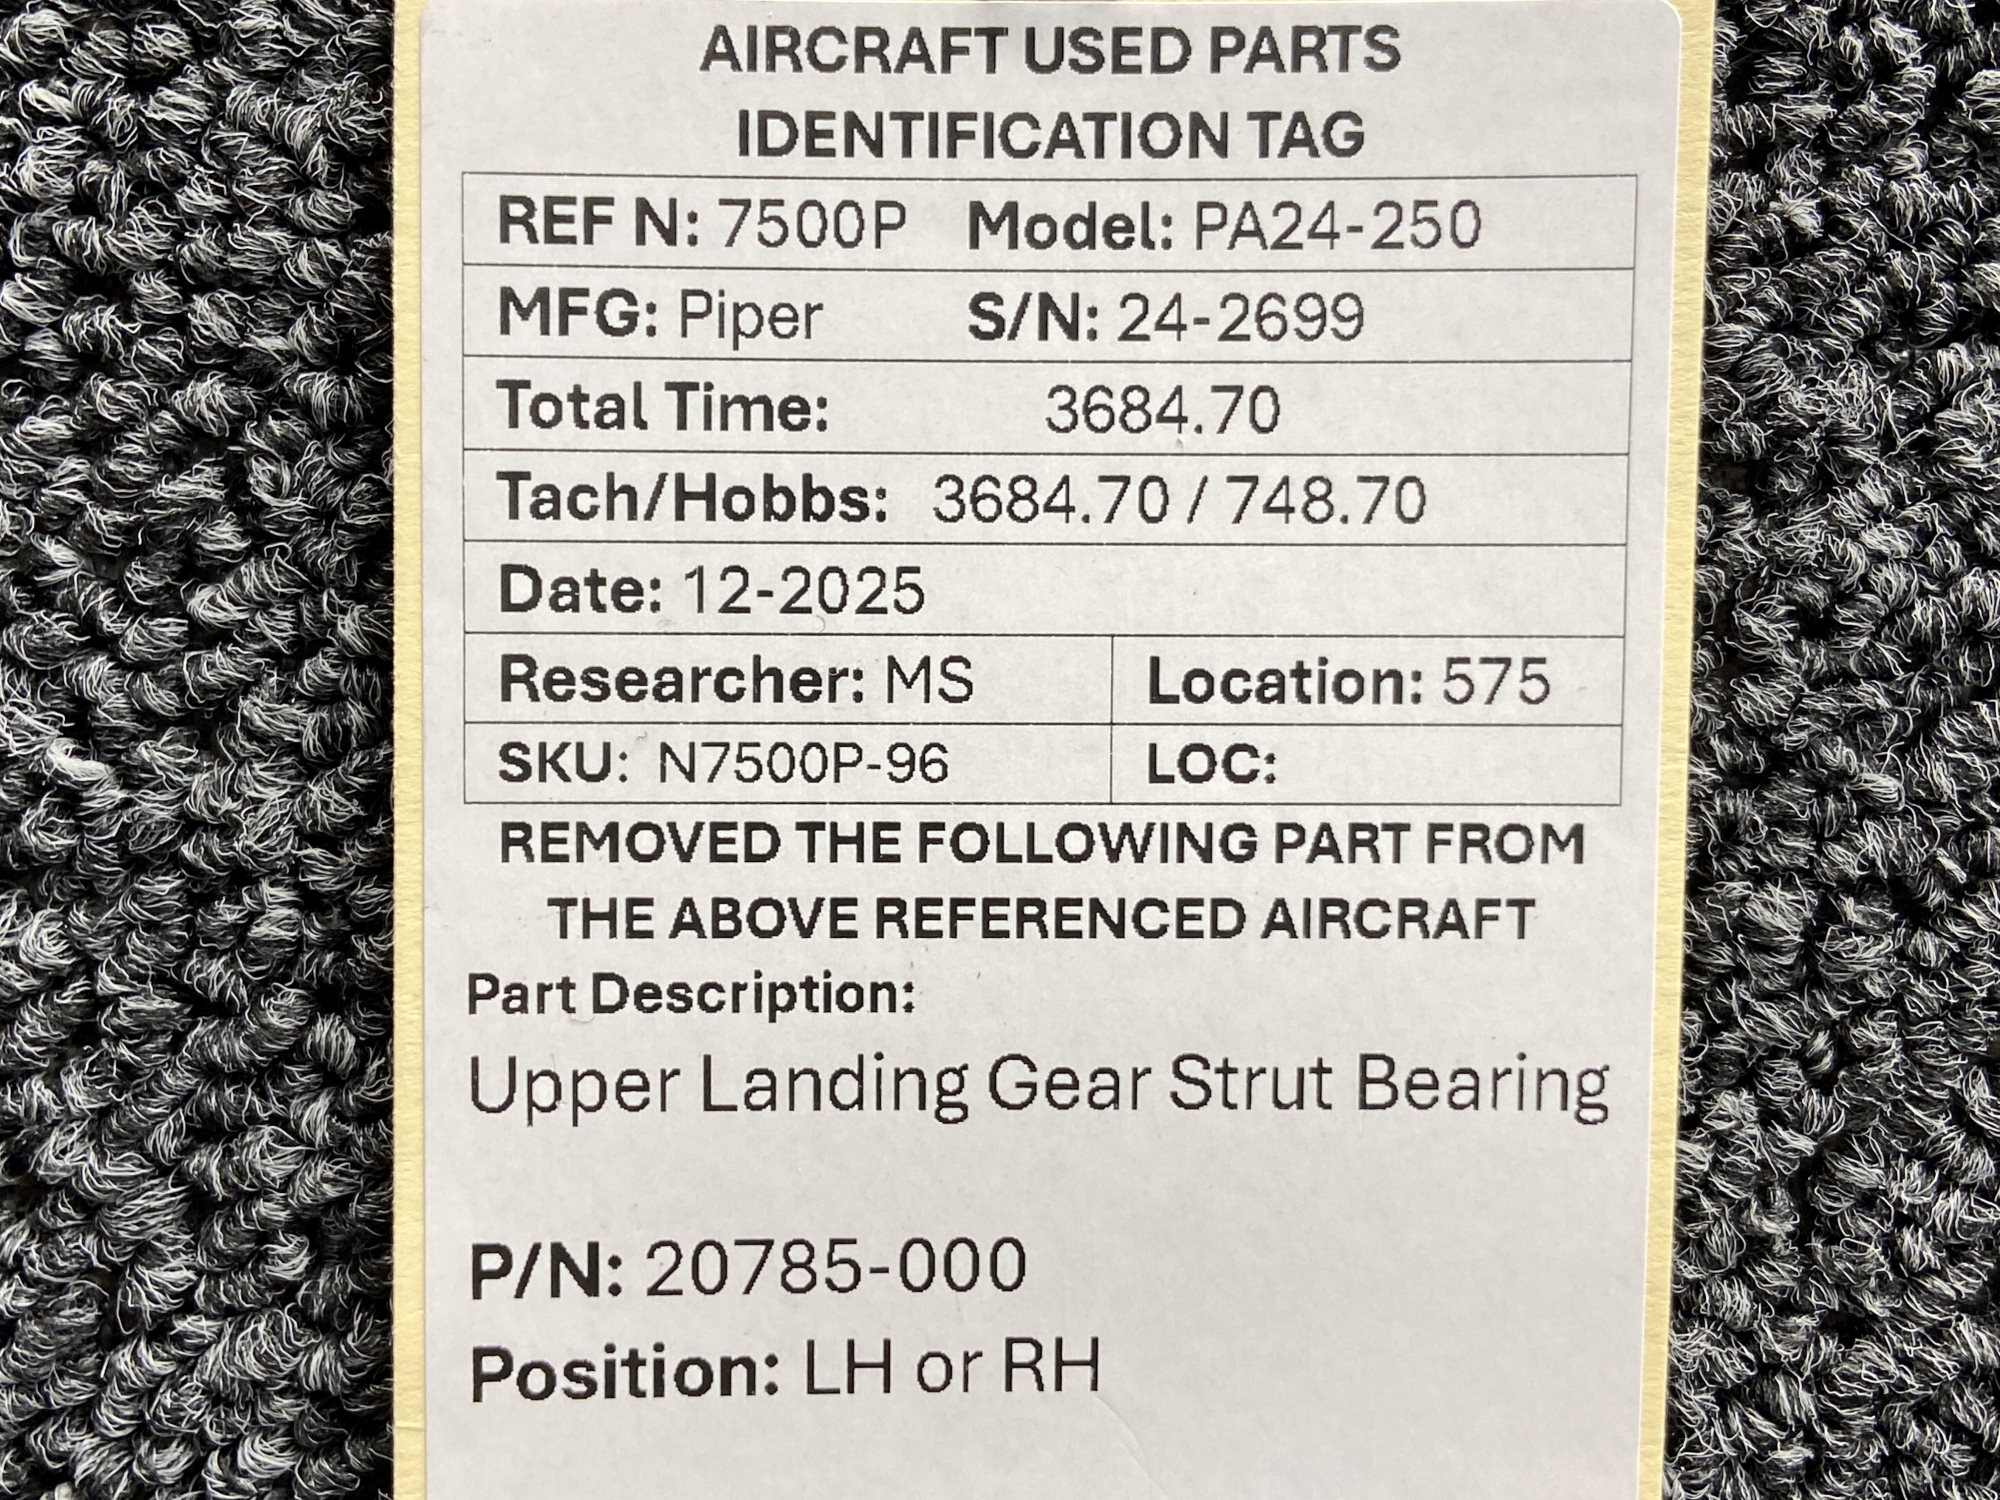 AIRCRAFT USED PARTS
IDENTIFICATION TAG
REF N: 7500P Model: PA24-250
MFG: Piper S/N: 24-2699
Total Time: 3684.70
Tach/Hobbs: 3684.70 / 748.70
Date: 12-2025
Researcher: MS Location: 575
SKU: N7500P-96 LOC:
REMOVED THE FOLLOWING PART FROM
THE ABOVE REFERENCED AIRCRAFT
Part Description:
Upper Landing Gear Strut Bearing
P/N: 20785-000
Position: LH or RH